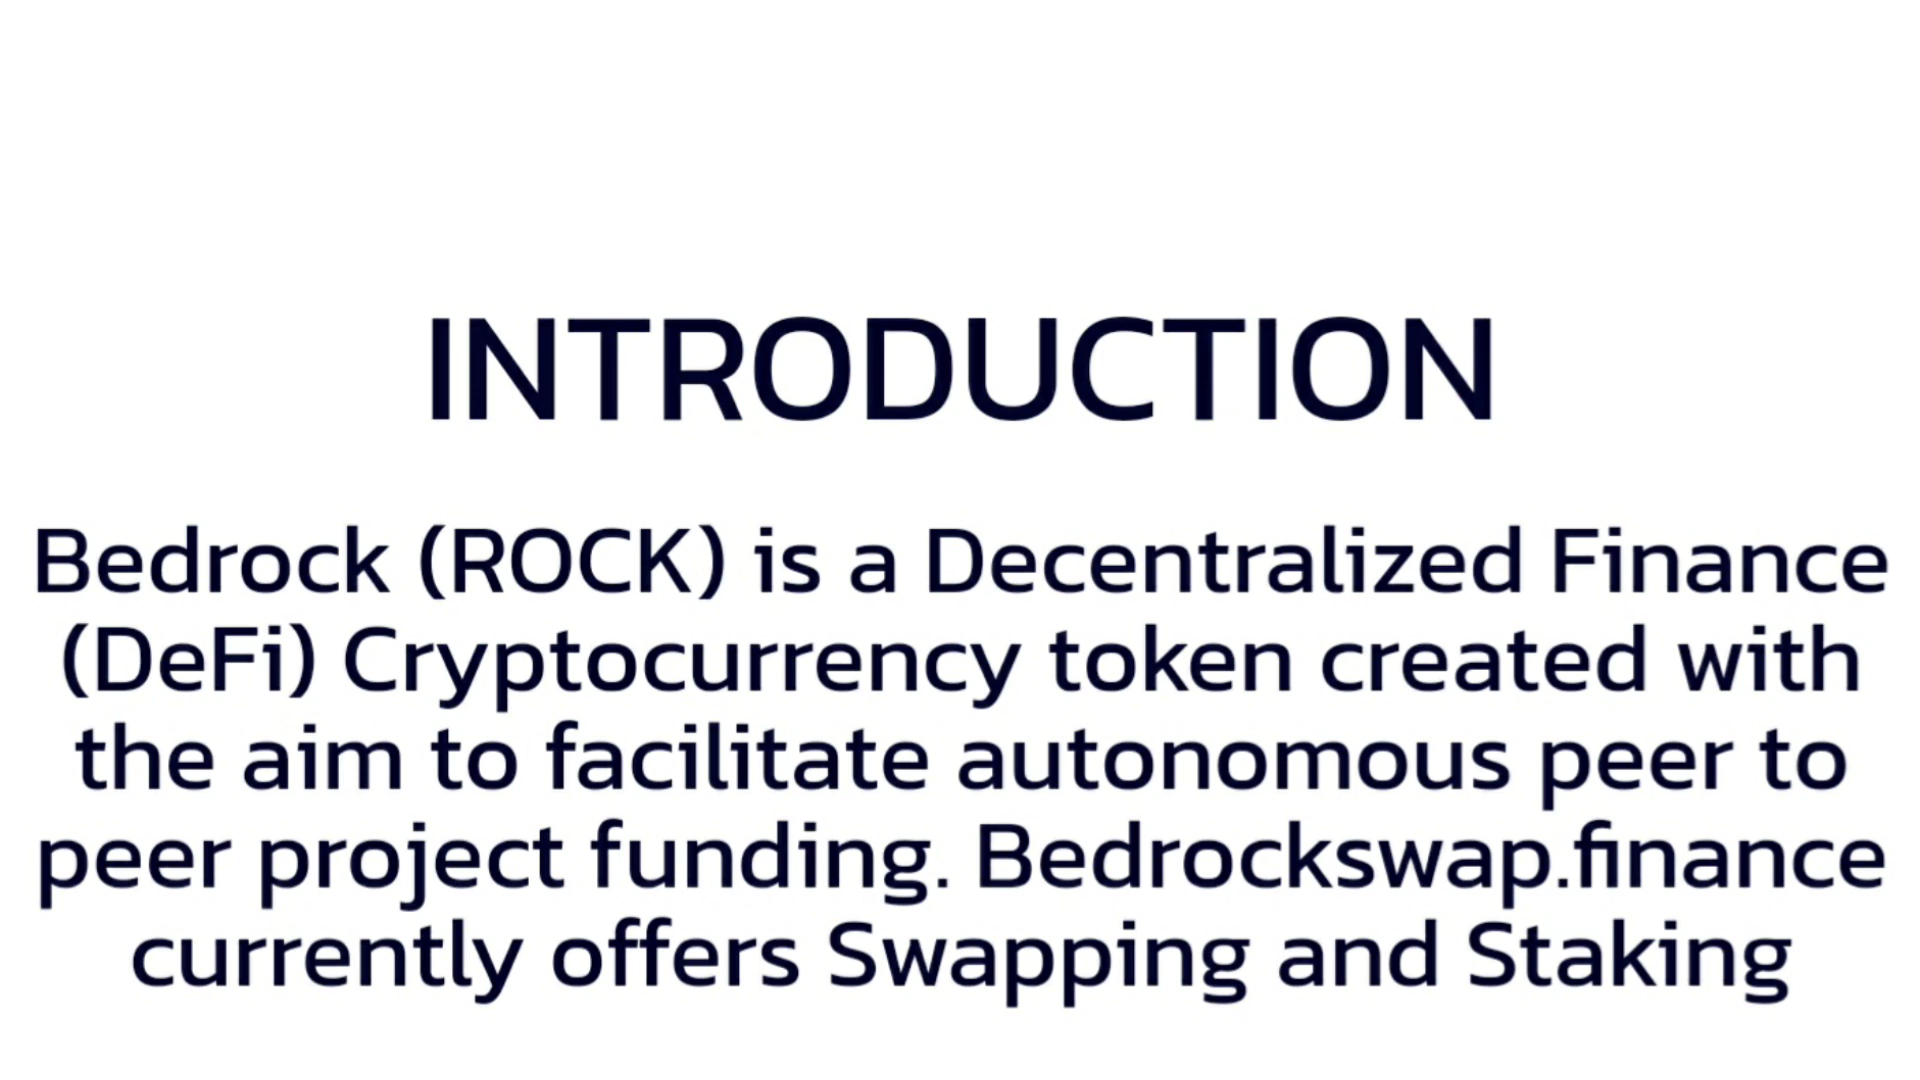 INTRODUCTION
Bedrock (ROCK) is a Decentralized Finance
(DeFi) Cryptocurrency token created with
the aim to facilitate autonomous peer to
peer project funding. Bedrockswap.finance
currently offers Swapping and Staking